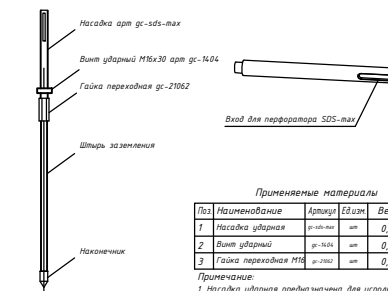 Насадка арт gc-sds-max
Винт ударный М16х30 арт gc-1404
Гайка переходная gc-21062
Вход для перфоратора SDS-max
Штырь заземления
Наконечник
Применяемые материалы
Поз. Наименование Артикул Ед.изм. Ве
1 Насадка ударная gc-sds-max шт 0,
2 Винт ударный gc-1404 шт 0,
3 Гайка переходная М16 gc-21062 шт 0,
Примечание:
1. Насадка ударная предназначена для исполь